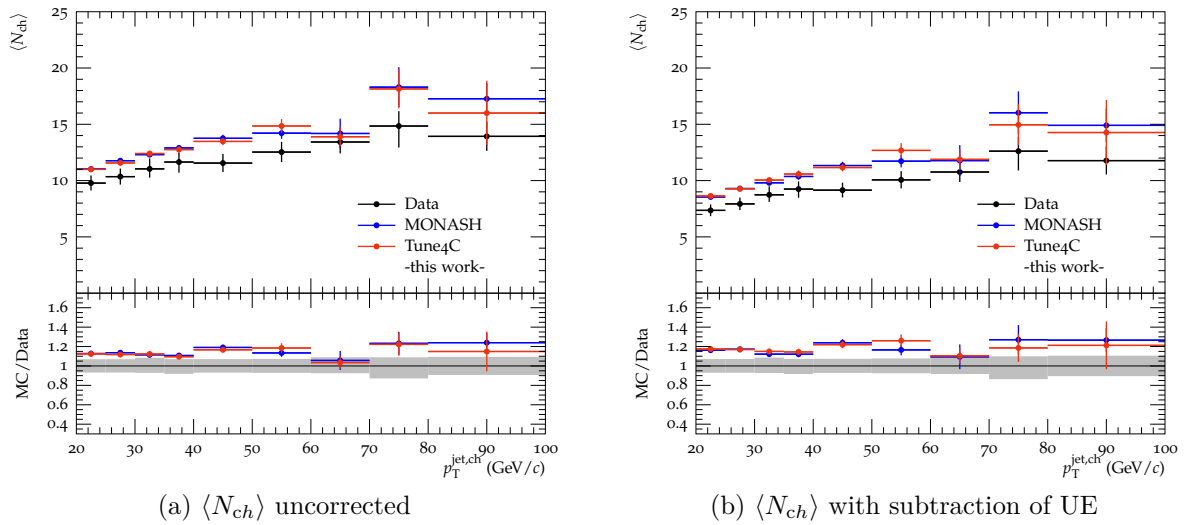 ⟨Nch⟩
25
20
15
10
5
Data
MONASH
Tune4C
-this work-
MC/Data
1.6
1.4
1.2
1
0.8
0.6
0.4
20 30 40 50 60 70 80 90 100
p_T^jet,ch (GeV/c)
(a) ⟨Nch⟩ uncorrected
⟨Nch⟩
25
20
15
10
5
Data
MONASH
Tune4C
-this work-
MC/Data
1.6
1.4
1.2
1
0.8
0.6
0.4
20 30 40 50 60 70 80 90 100
p_T^jet,ch (GeV/c)
(b) ⟨Nch⟩ with subtraction of UE